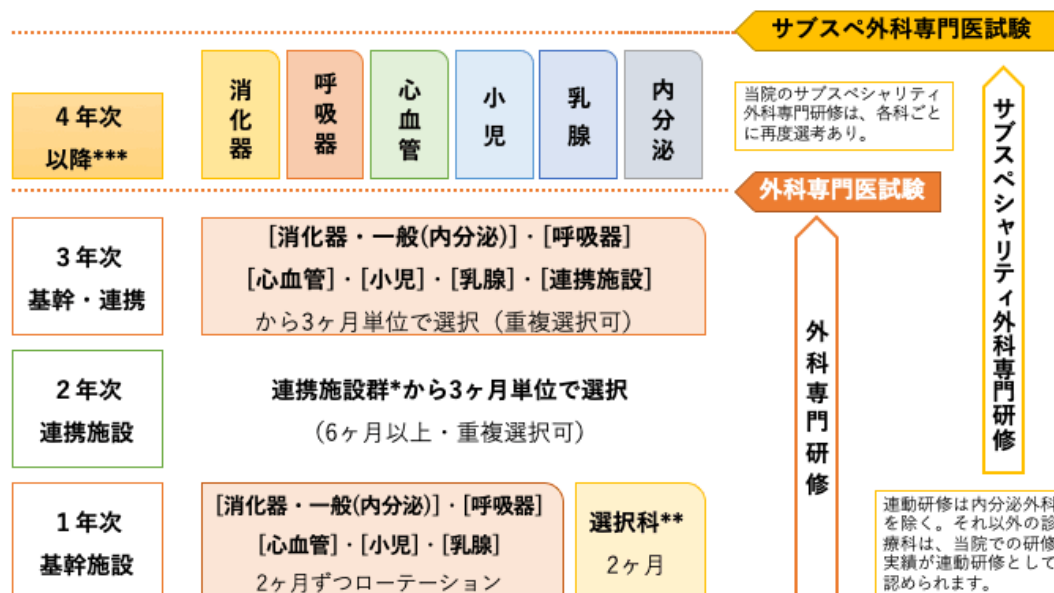 サブスペ外科専門医試験
4年次
以降***
消化器
呼吸器
心血管
小児
乳腺
内分泌
当院のサブスペシャリティ
外科専門研修は、各科ごと
に再度選考あり。
外科専門医試験
サブスペシャリティ外科専門研修
3年次
基幹・連携
[消化器・一般(内分泌)]・[呼吸器]
[心血管]・[小児]・[乳腺]・[連携施設]
から3ヶ月単位で選択（重複選択可）
外科専門研修
2年次
連携施設
連携施設群*から3ヶ月単位で選択
（6ヶ月以上・重複選択可）
1年次
基幹施設
[消化器・一般(内分泌)]・[呼吸器]
[心血管]・[小児]・[乳腺]
2ヶ月ずつローテーション
選択科**
2ヶ月
連動研修は内分泌外科
を除く。それ以外の診
療科は、当院での研修
実績が連動研修として
認められます。